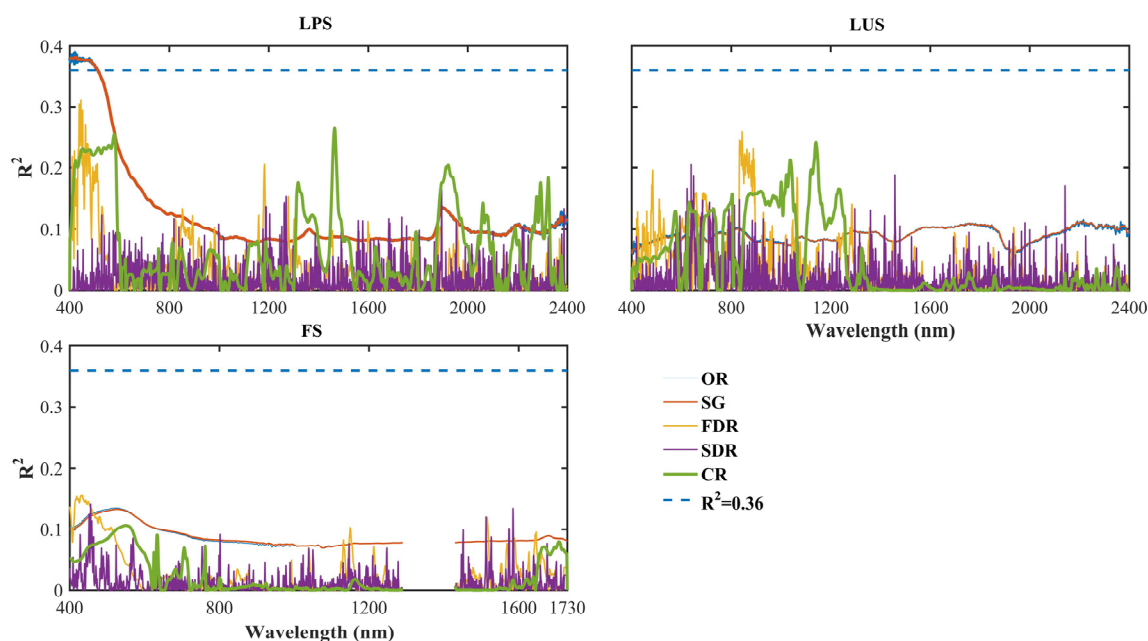 LPS
0.4
0.3
0.2
0.1
0
R²
400 800 1200 1600 2000 2400
LUS
400 800 1200 1600 2000 2400
Wavelength (nm)
FS
0.4
0.3
0.2
0.1
0
R²
400 800 1200 1600 1730
Wavelength (nm)
OR
SG
FDR
SDR
CR
R²=0.36